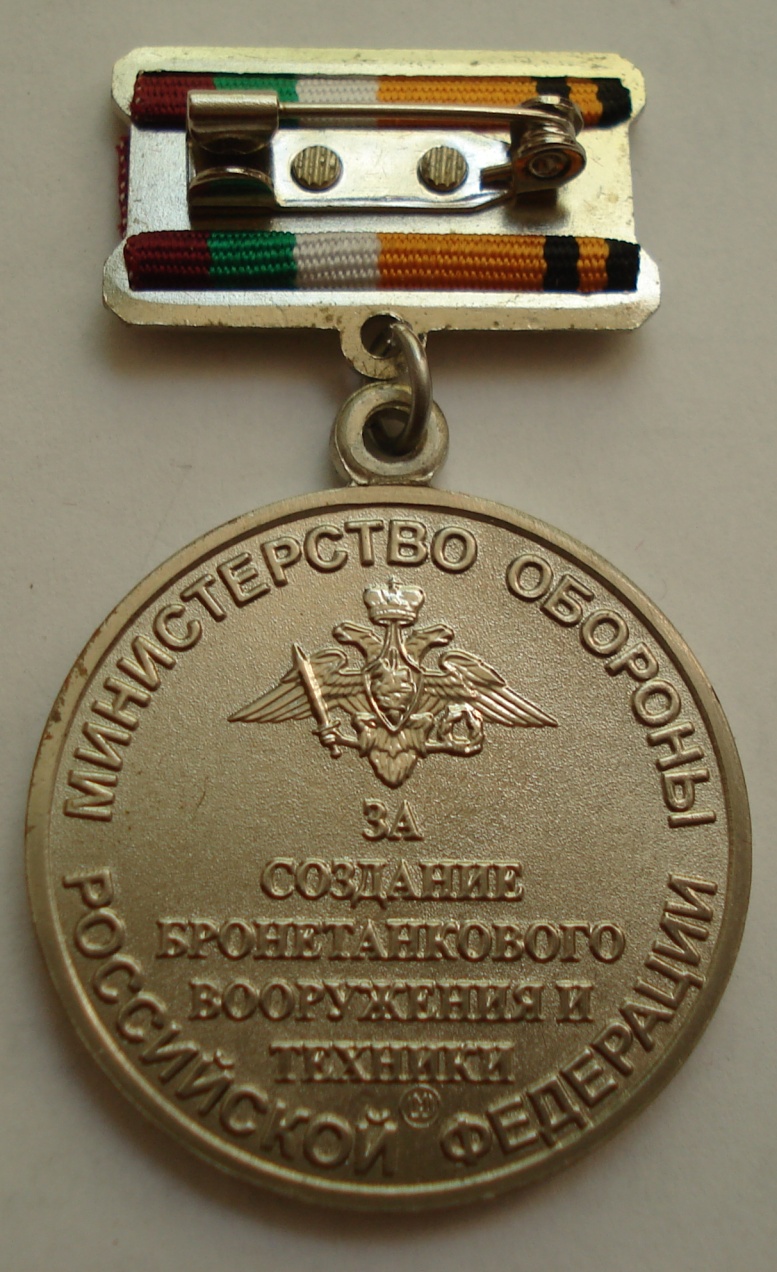 МИНИСТЕРСТВО ОБОРОНЫ
ЗА
СОЗДАНИЕ
БРОНЕТАНКОВОГО
ВООРУЖЕНИЯ И
ТЕХНИКИ
РОССИЙСКОЙ ФЕДЕРАЦИИ